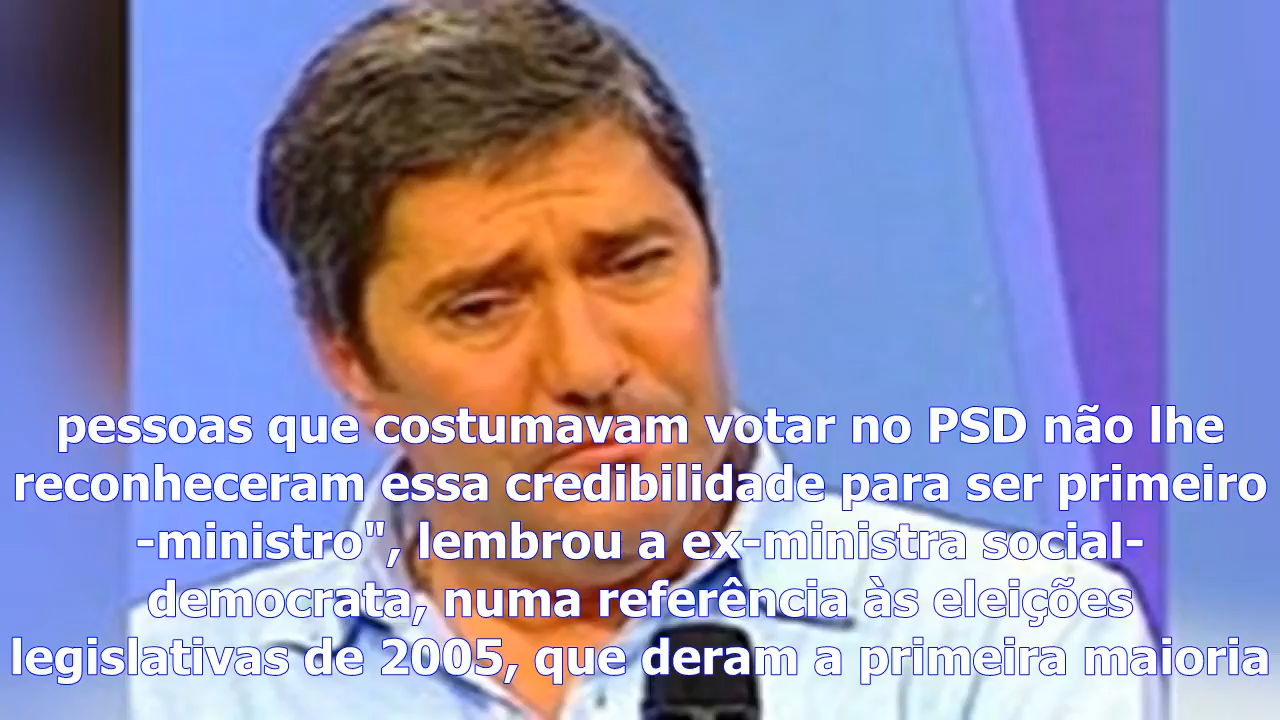 pessoas que costumavam votar no PSD não lhe
reconheceram essa credibilidade para ser primeiro
-ministro", lembrou a ex-ministra social-
democrata, numa referência às eleições
legislativas de 2005, que deram a primeira maioria